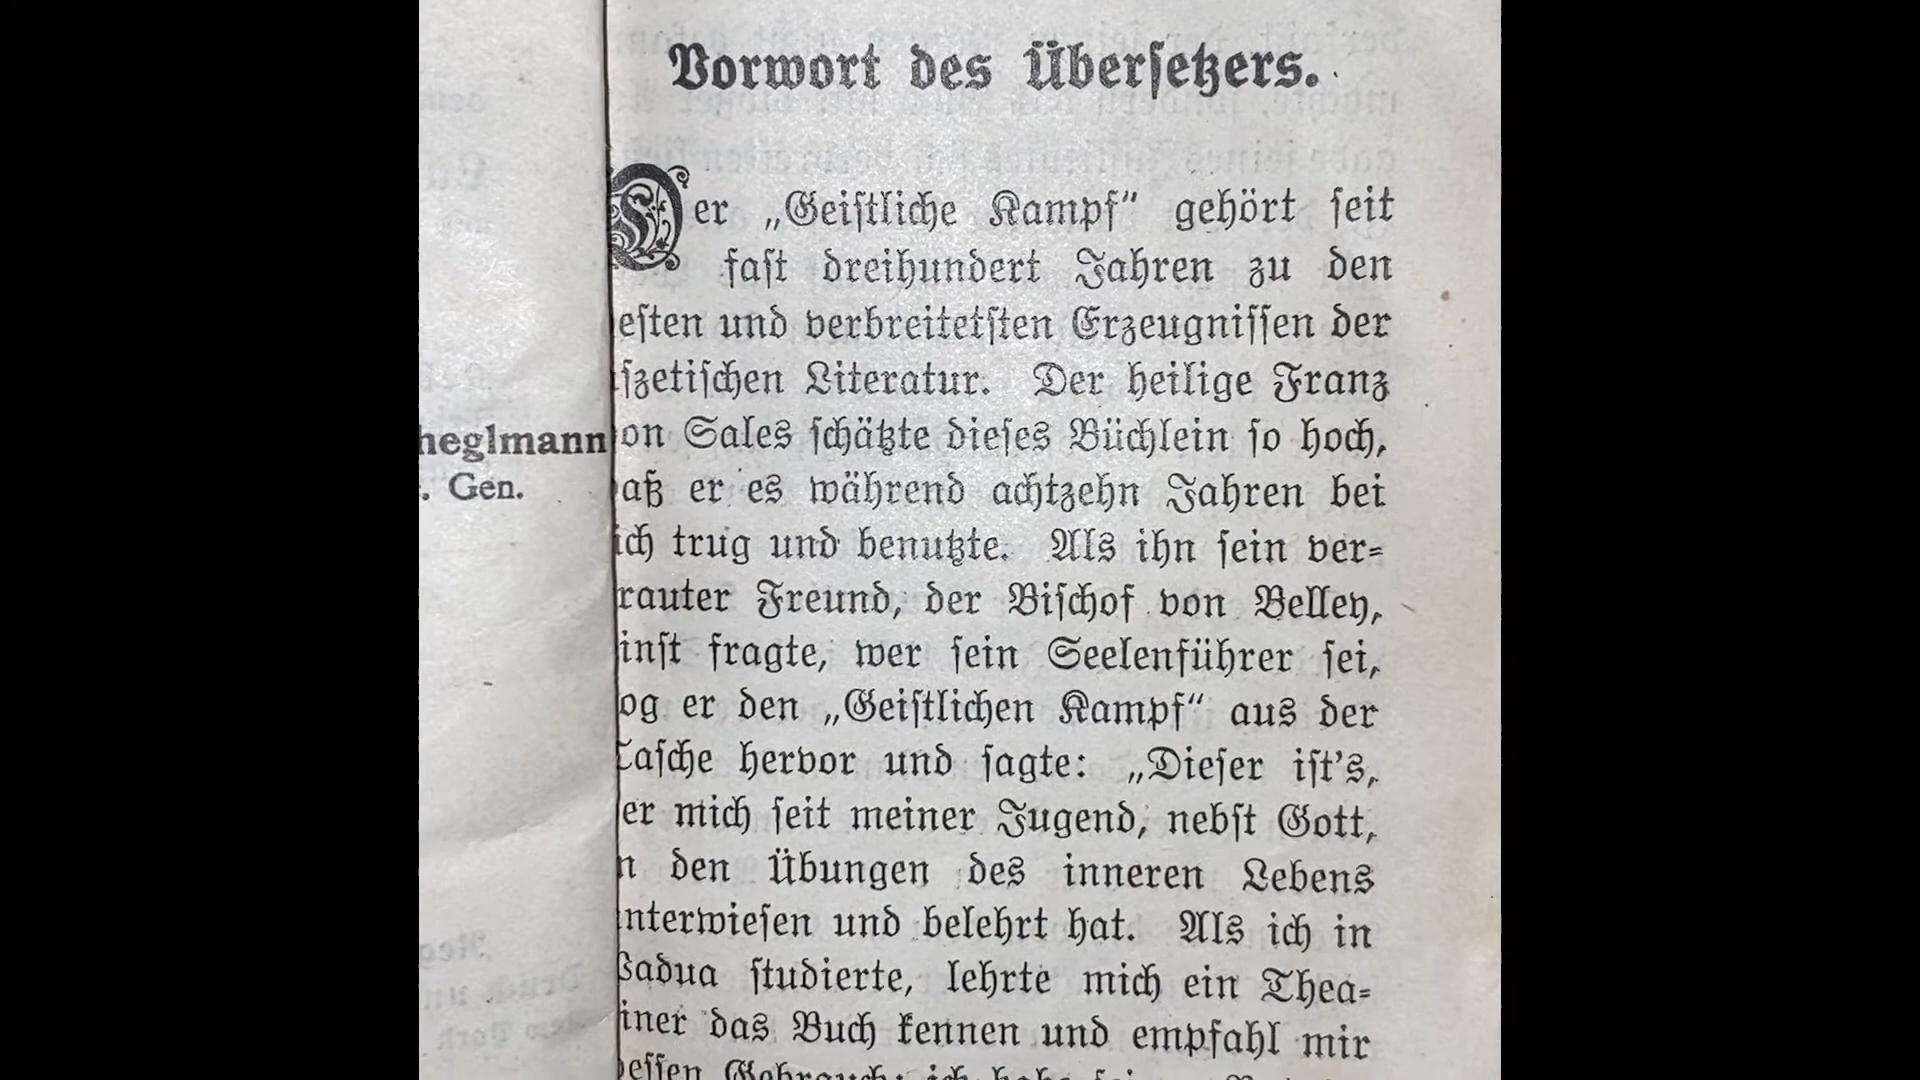 heglmann
. Gen.
Vorwort des Übersetzers.
Der „Geistliche Kampf“ gehört seit
fast dreihundert Jahren zu den
esten und verbreitetsten Erzeugnissen der
szetischen Literatur. Der heilige Franz
on Sales schätzte dieses Büchlein so hoch,
aß er es während achtzehn Jahren bei
ich trug und benutzte. Als ihn sein ver-
rauter Freund, der Bischof von Belley,
inst fragte, wer sein Seelenführer sei,
og er den „Geistlichen Kampf“ aus der
Tasche hervor und sagte: „Dieser ist's,
er mich seit meiner Jugend, nebst Gott,
n den Übungen des inneren Lebens
nterwiesen und belehrt hat. Als ich in
Padua studierte, lehrte mich ein Thea-
iner das Buch kennen und empfahl mir
essen Gebrauch; ich habe